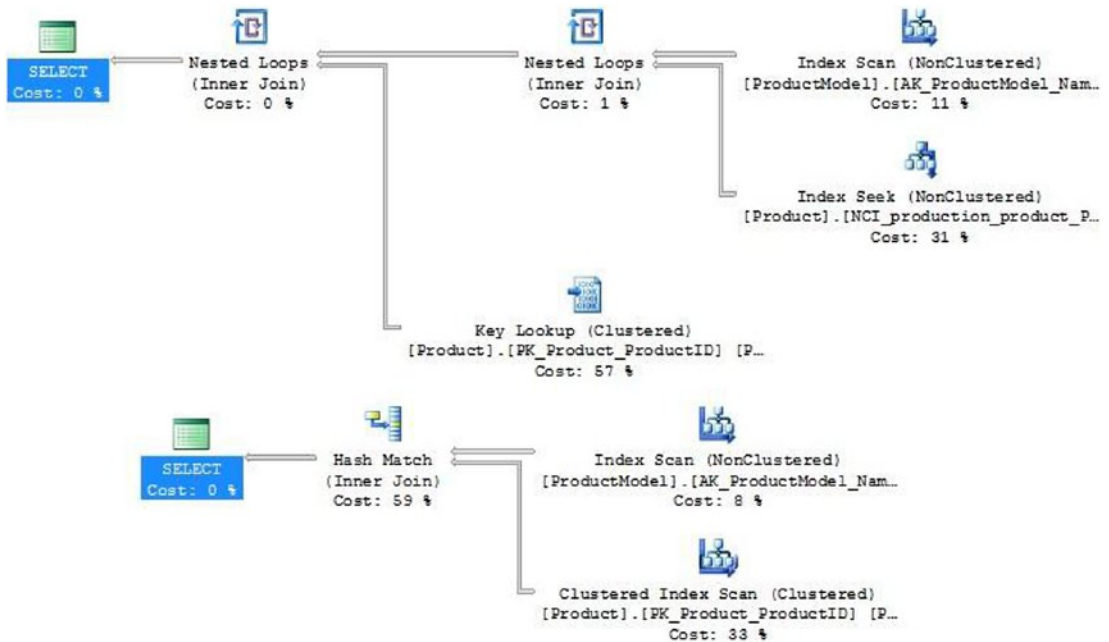 SELECT
Cost: 0 %
Nested Loops
(Inner Join)
Cost: 0 %
Nested Loops
(Inner Join)
Cost: 1 %
Index Scan (NonClustered)
[ProductModel].[AK_ProductModel_Nam…
Cost: 11 %
Index Seek (NonClustered)
[Product].[NCI_production_product_P…
Cost: 31 %
Key Lookup (Clustered)
[Product].[PK_Product_ProductID] [P…
Cost: 57 %
SELECT
Cost: 0 %
Hash Match
(Inner Join)
Cost: 59 %
Index Scan (NonClustered)
[ProductModel].[AK_ProductModel_Nam…
Cost: 8 %
Clustered Index Scan (Clustered)
[Product].[PK_Product_ProductID] [P…
Cost: 33 %